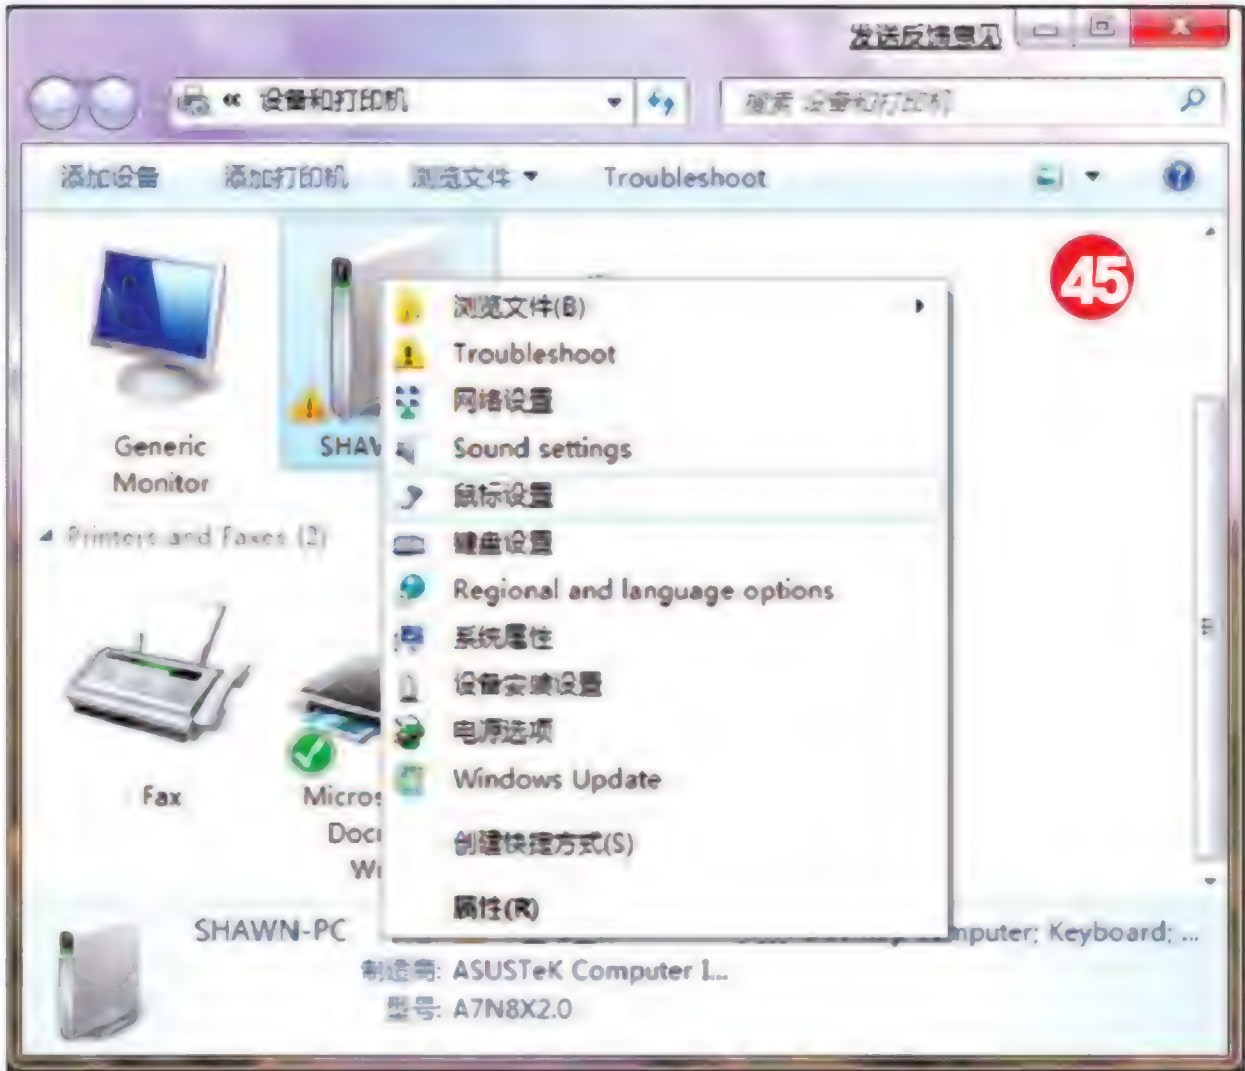 发送反馈意见
« 设备和打印机
搜索 设备和打印机
添加设备 添加打印机 浏览文件 Troubleshoot
45
浏览文件(B)
Troubleshoot
网络设置
Sound settings
鼠标设置
键盘设置
Regional and language options
系统属性
设备安装设置
电源选项
Windows Update
创建快捷方式(S)
属性(R)
Generic
Monitor
SHAW
Printers and Faxes (2)
Fax
Micros
Docu
Wr
SHAWN-PC
mputer; Keyboard; ...
制造商: ASUSTeK Computer I...
型号: A7N8X2.0